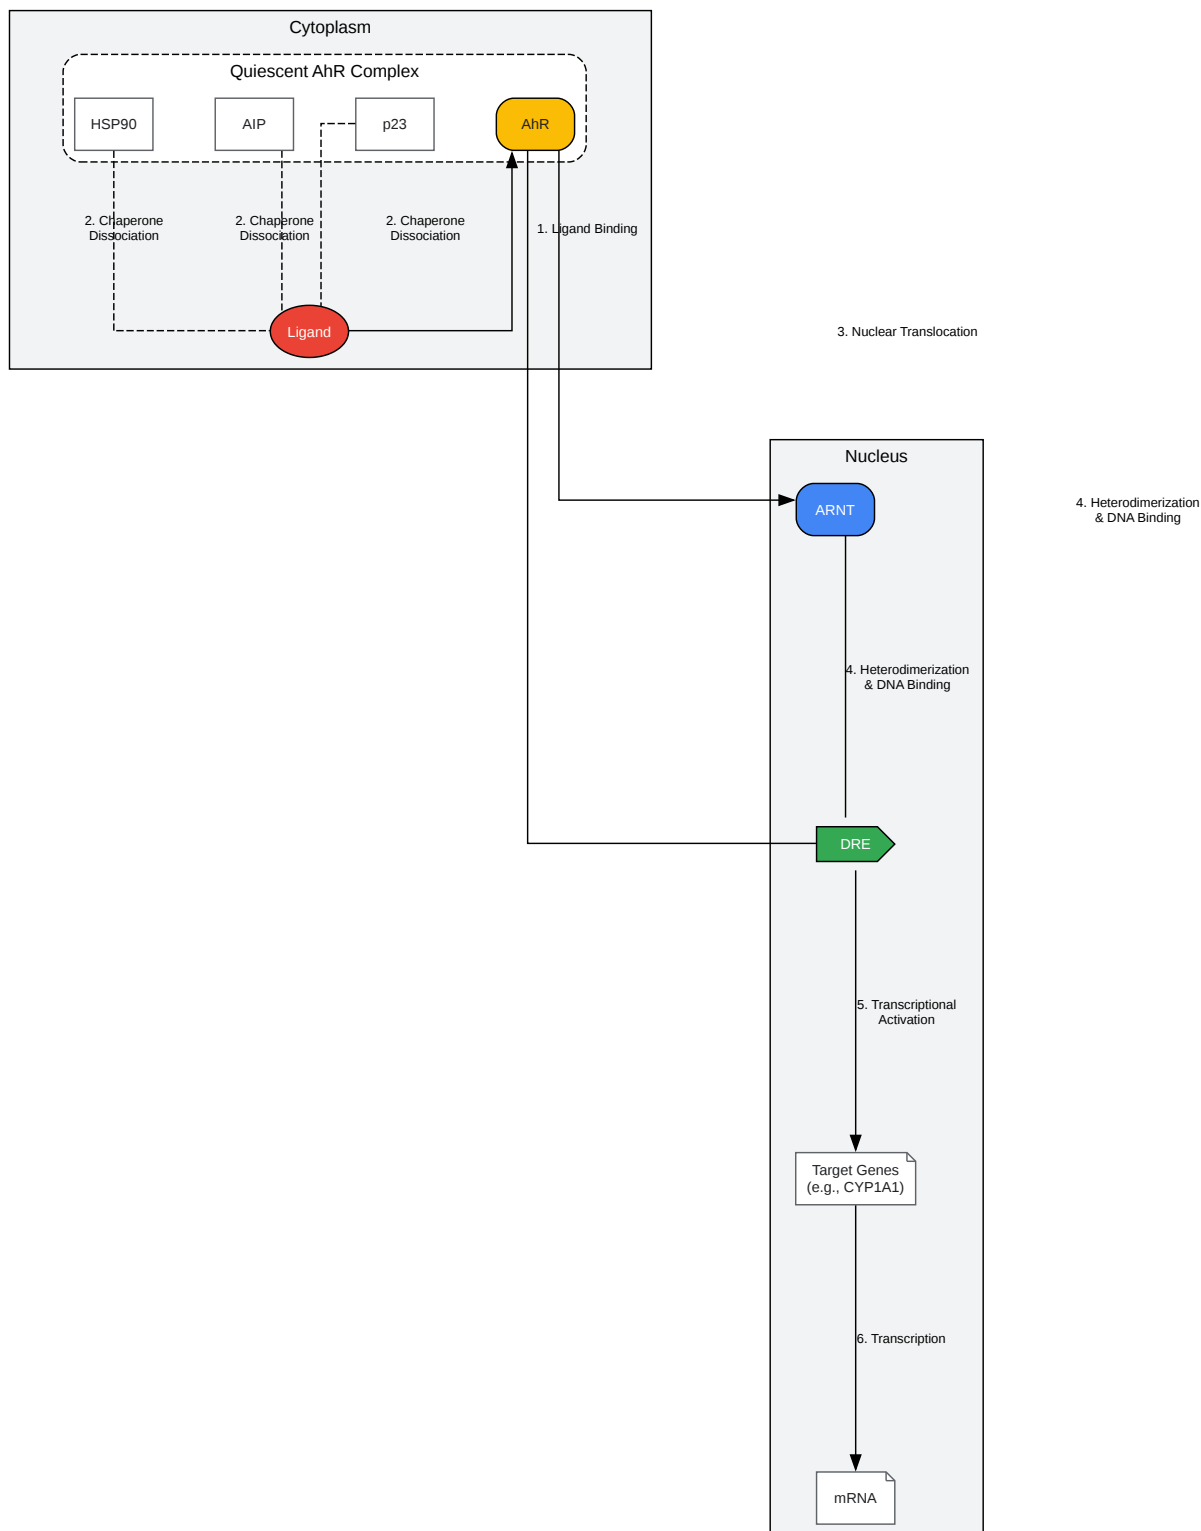 Cytoplasm
Quiescent AhR Complex
HSP90
AIP
p23
AhR
2. Chaperone
Dissociation
2. Chaperone
Dissociation
2. Chaperone
Dissociation
1. Ligand Binding
Ligand
3. Nuclear Translocation
Nucleus
ARNT
4. Heterodimerization
& DNA Binding
4. Heterodimerization
& DNA Binding
DRE
5. Transcriptional
Activation
Target Genes
(e.g., CYP1A1)
6. Transcription
mRNA